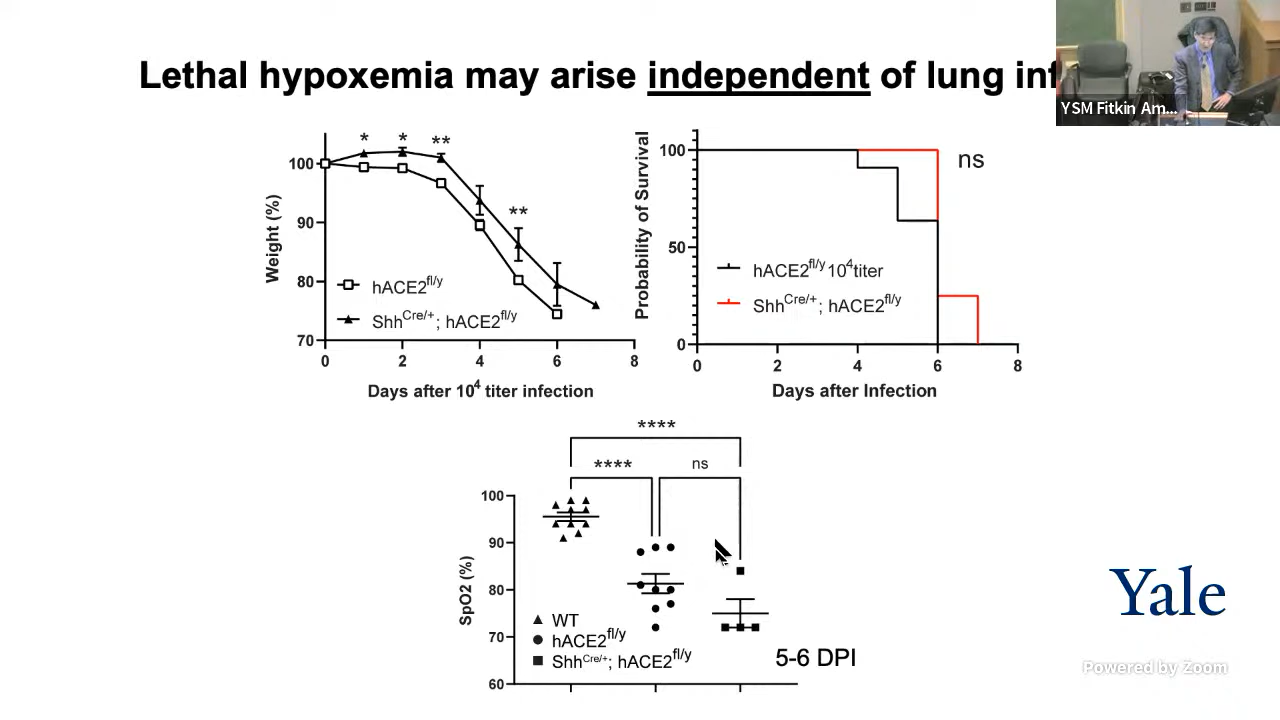 Lethal hypoxemia may arise independent of lung inf
YSM Fitkin Am...
* * **
**
100
90
80
70
Weight (%)
hACE2fl/y
ShhCre/+; hACE2fl/y
0 2 4 6 8
Days after 10⁴ titer infection
Probability of Survival
100
50
0
ns
hACE2fl/y 10⁴titer
ShhCre/+; hACE2fl/y
0 2 4 6 8
Days after Infection
****
**** ns
100
90
80
70
60
SpO2 (%)
WT
hACE2fl/y
ShhCre/+; hACE2fl/y
5-6 DPI
Yale
Powered by Zoom